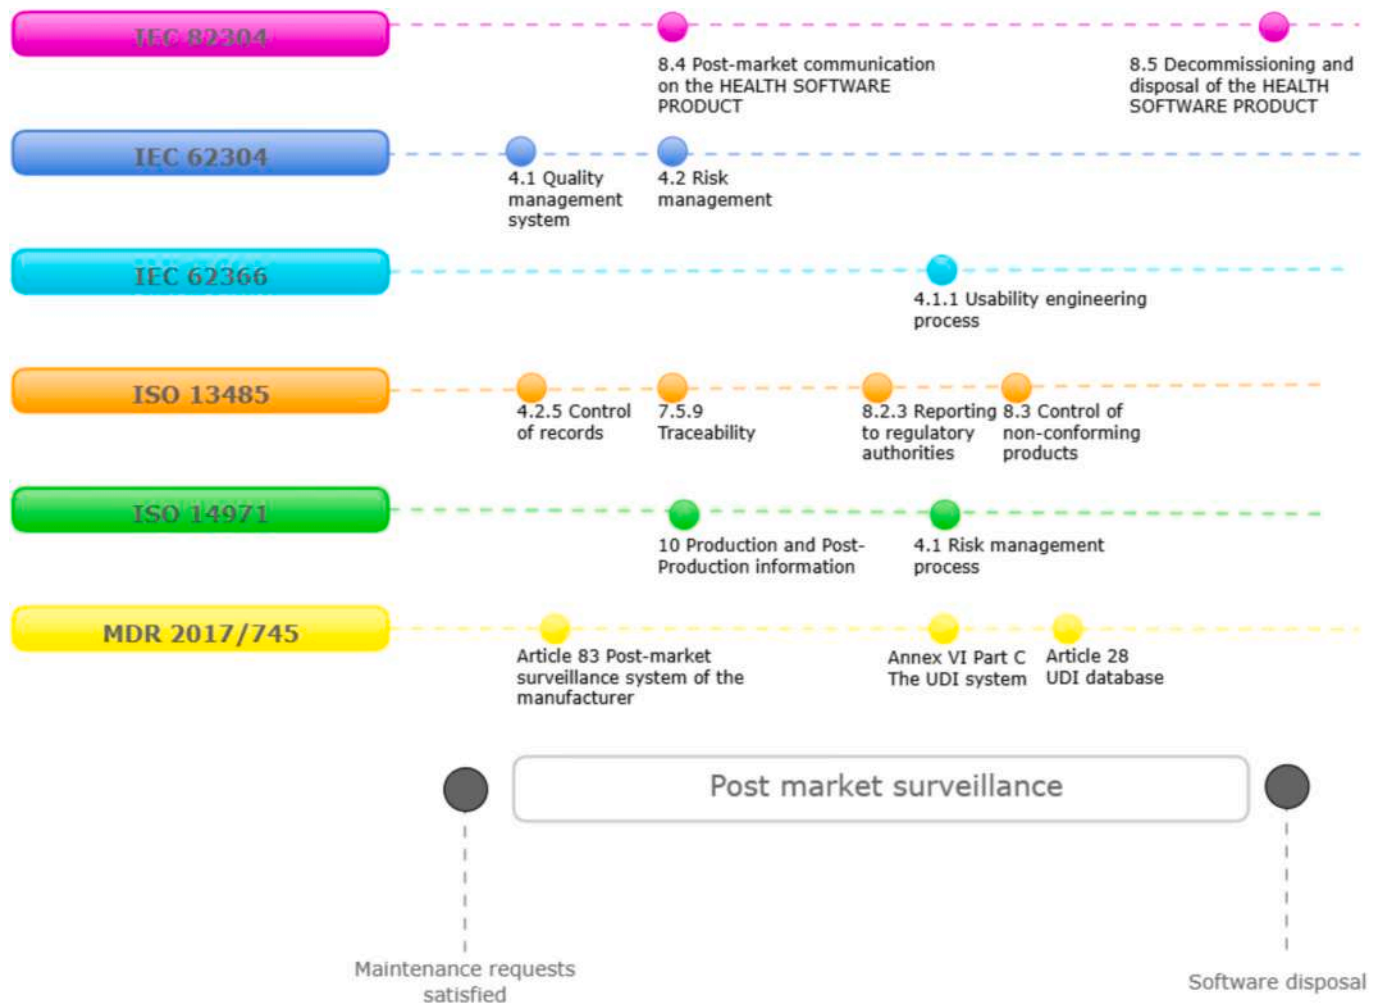 IEC 82304
8.4 Post-market communication
on the HEALTH SOFTWARE
PRODUCT
8.5 Decommissioning and
disposal of the HEALTH
SOFTWARE PRODUCT
IEC 62304
4.1 Quality
management
system
4.2 Risk
management
IEC 62366
4.1.1 Usability engineering
process
ISO 13485
4.2.5 Control
of records
7.5.9
Traceability
8.2.3 Reporting
to regulatory
authorities
8.3 Control of
non-conforming
products
ISO 14971
10 Production and Post-
Production information
4.1 Risk management
process
MDR 2017/745
Article 83 Post-market
surveillance system of the
manufacturer
Annex VI Part C
The UDI system
Article 28
UDI database
Post market surveillance
Maintenance requests
satisfied
Software disposal